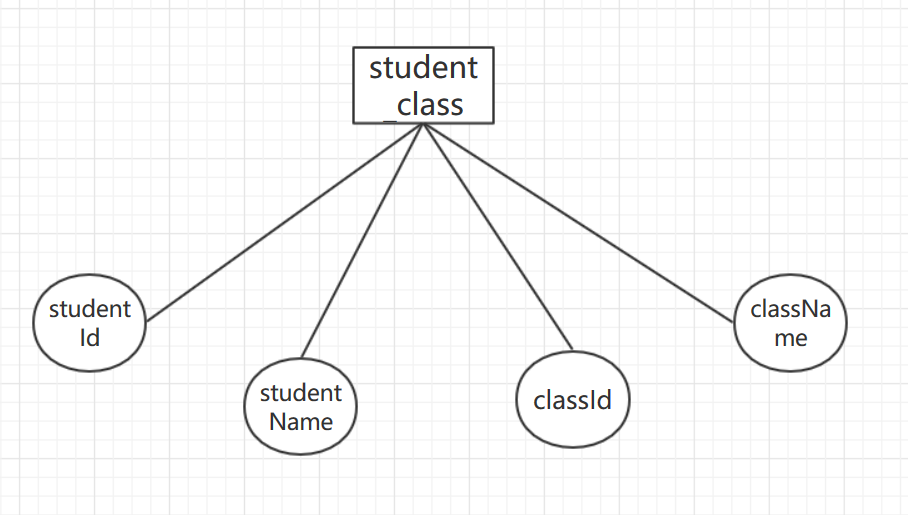 student
_class
student
Id
student
Name
classId
classNa
me